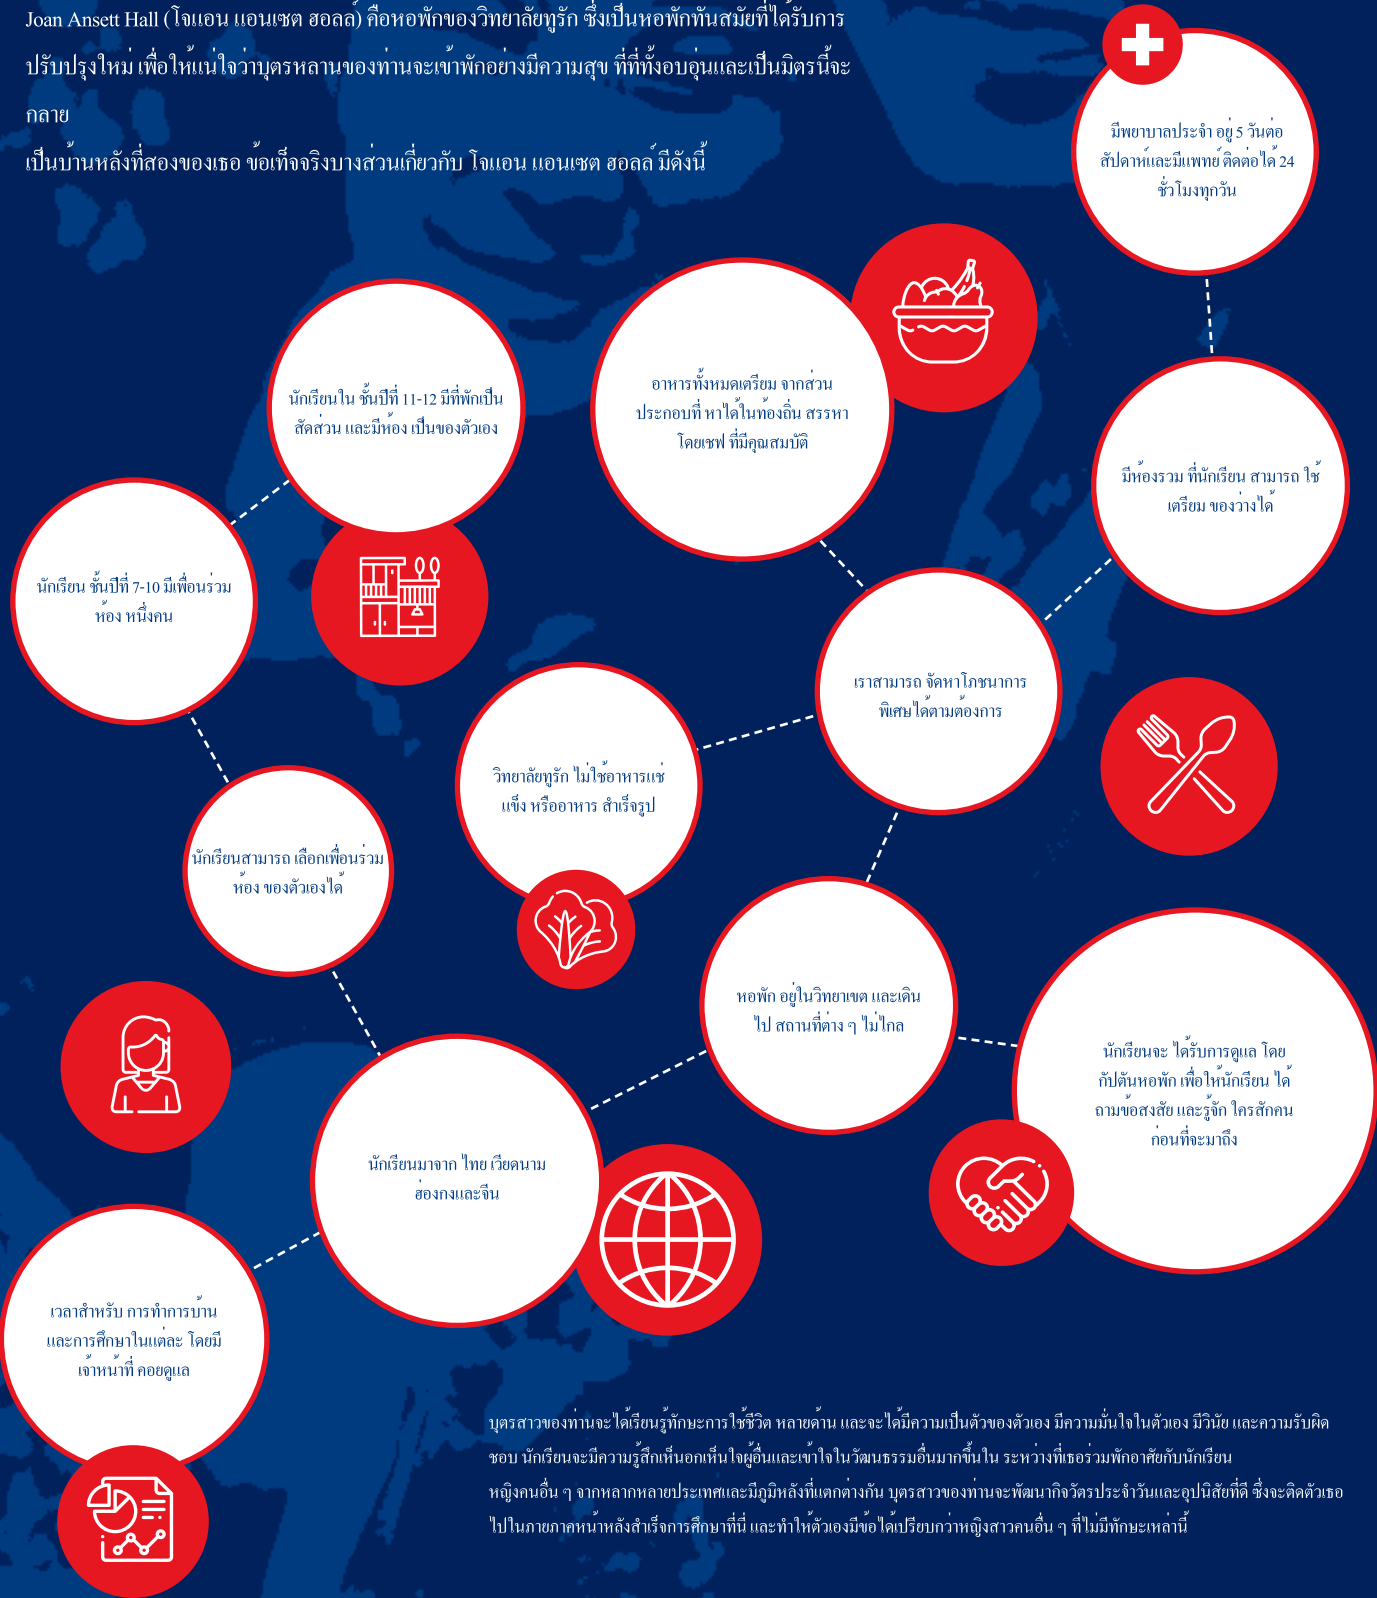 Joan Ansett Hall (โจแอน แอนเซต ฮอลล์) คือหอพักของวิทยาลัยทูรัก ซึ่งเป็นหอพักทันสมัยที่ได้รับการ
ปรับปรุงใหม่ เพื่อให้แน่ใจว่าบุตรหลานของท่านจะเข้าพักอย่างมีความสุข ที่ที่ทั้งอบอุ่นและเป็นมิตรนี้จะ
กลาย
เป็นบ้านหลังที่สองของเธอ ข้อเท็จจริงบางส่วนเกี่ยวกับ โจแอน แอนเซต ฮอลล์ มีดังนี้
มีพยาบาลประจำ อยู่ 5 วันต่อ
สัปดาห์และมีแพทย์ ติดต่อได้ 24
ชั่วโมงทุกวัน
อาหารทั้งหมดเตรียม จากส่วน
ประกอบที่ หาได้ในท้องถิ่น สรรหา
โดยเชฟ ที่มีคุณสมบัติ
นักเรียนใน ชั้นปีที่ 11-12 มีที่พักเป็น
สัดส่วน และมีห้อง เป็นของตัวเอง
มีห้องรวม ที่นักเรียน สามารถ ใช้
เตรียม ของว่างได้
นักเรียน ชั้นปีที่ 7-10 มีเพื่อนร่วม
ห้อง หนึ่งคน
เราสามารถ จัดหาโภชนาการ
พิเศษได้ตามต้องการ
วิทยาลัยทูรัก ไม่ใช้อาหารแช่
แข็ง หรืออาหาร สำเร็จรูป
นักเรียนสามารถ เลือกเพื่อนร่วม
ห้อง ของตัวเองได้
หอพัก อยู่ในวิทยาเขต และเดิน
ไป สถานที่ต่าง ๆ ไม่ไกล
นักเรียนจะ ได้รับการดูแล โดย
กัปตันหอพัก เพื่อให้นักเรียน ได้
ถามข้อสงสัย และรู้จัก ใครสักคน
ก่อนที่จะมาถึง
นักเรียนมาจาก ไทย เวียดนาม
ฮ่องกงและจีน
เวลาสำหรับ การทำการบ้าน
และการศึกษาในแต่ละ โดยมี
เจ้าหน้าที่ คอยดูแล
บุตรสาวของท่านจะได้เรียนรู้ทักษะการใช้ชีวิต หลายด้าน และจะได้มีความเป็นตัวของตัวเอง มีความมั่นใจในตัวเอง มีวินัย และความรับผิด
ชอบ นักเรียนจะมีความรู้สึกเห็นอกเห็นใจผู้อื่นและเข้าใจในวัฒนธรรมอื่นมากขึ้นใน ระหว่างที่เธอร่วมพักอาศัยกับนักเรียน
หญิงคนอื่น ๆ จากหลากหลายประเทศและมีภูมิหลังที่แตกต่างกัน บุตรสาวของท่านจะพัฒนากิจวัตรประจำวันและอุปนิสัยที่ดี ซึ่งจะติดตัวเธอ
ไปในภายภาคหน้าหลังสำเร็จการศึกษาที่นี่ และทำให้ตัวเองมีข้อได้เปรียบกว่าหญิงสาวคนอื่น ๆ ที่ไม่มีทักษะเหล่านี้